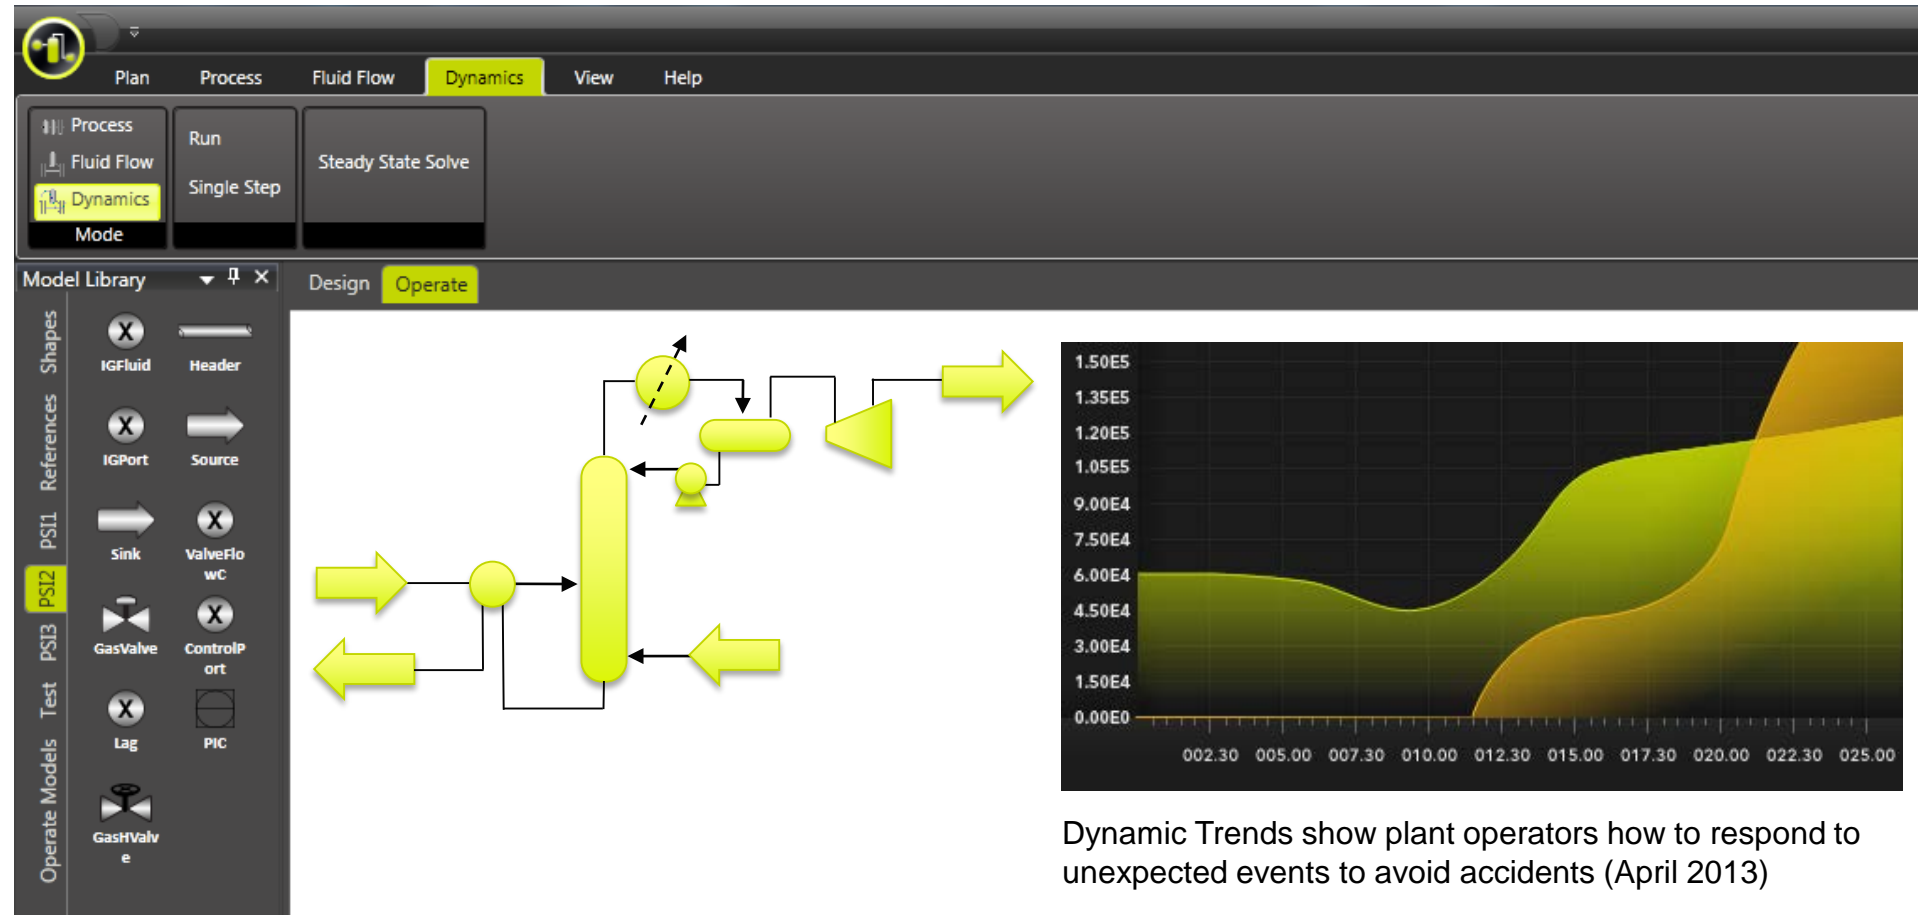 Plan Process Fluid Flow Dynamics View Help
Process
Fluid Flow
Dynamics
Mode
Run
Single Step
Steady State Solve
Model Library
Design Operate
Shapes
References
PSI1
PSI2
PSI3
Test
Operate Models
X X
IGFluid Header
X
IGPort Source
X
Sink ValveFlo
wC
X
GasValve ControlP
ort
X
Lag PIC
GasHValv
e
1.50E5
1.35E5
1.20E5
1.05E5
9.00E4
7.50E4
6.00E4
4.50E4
3.00E4
1.50E4
0.00E0
002.30 005.00 007.30 010.00 012.30 015.00 017.30 020.00 022.30 025.00
Dynamic Trends show plant operators how to respond to
unexpected events to avoid accidents (April 2013)